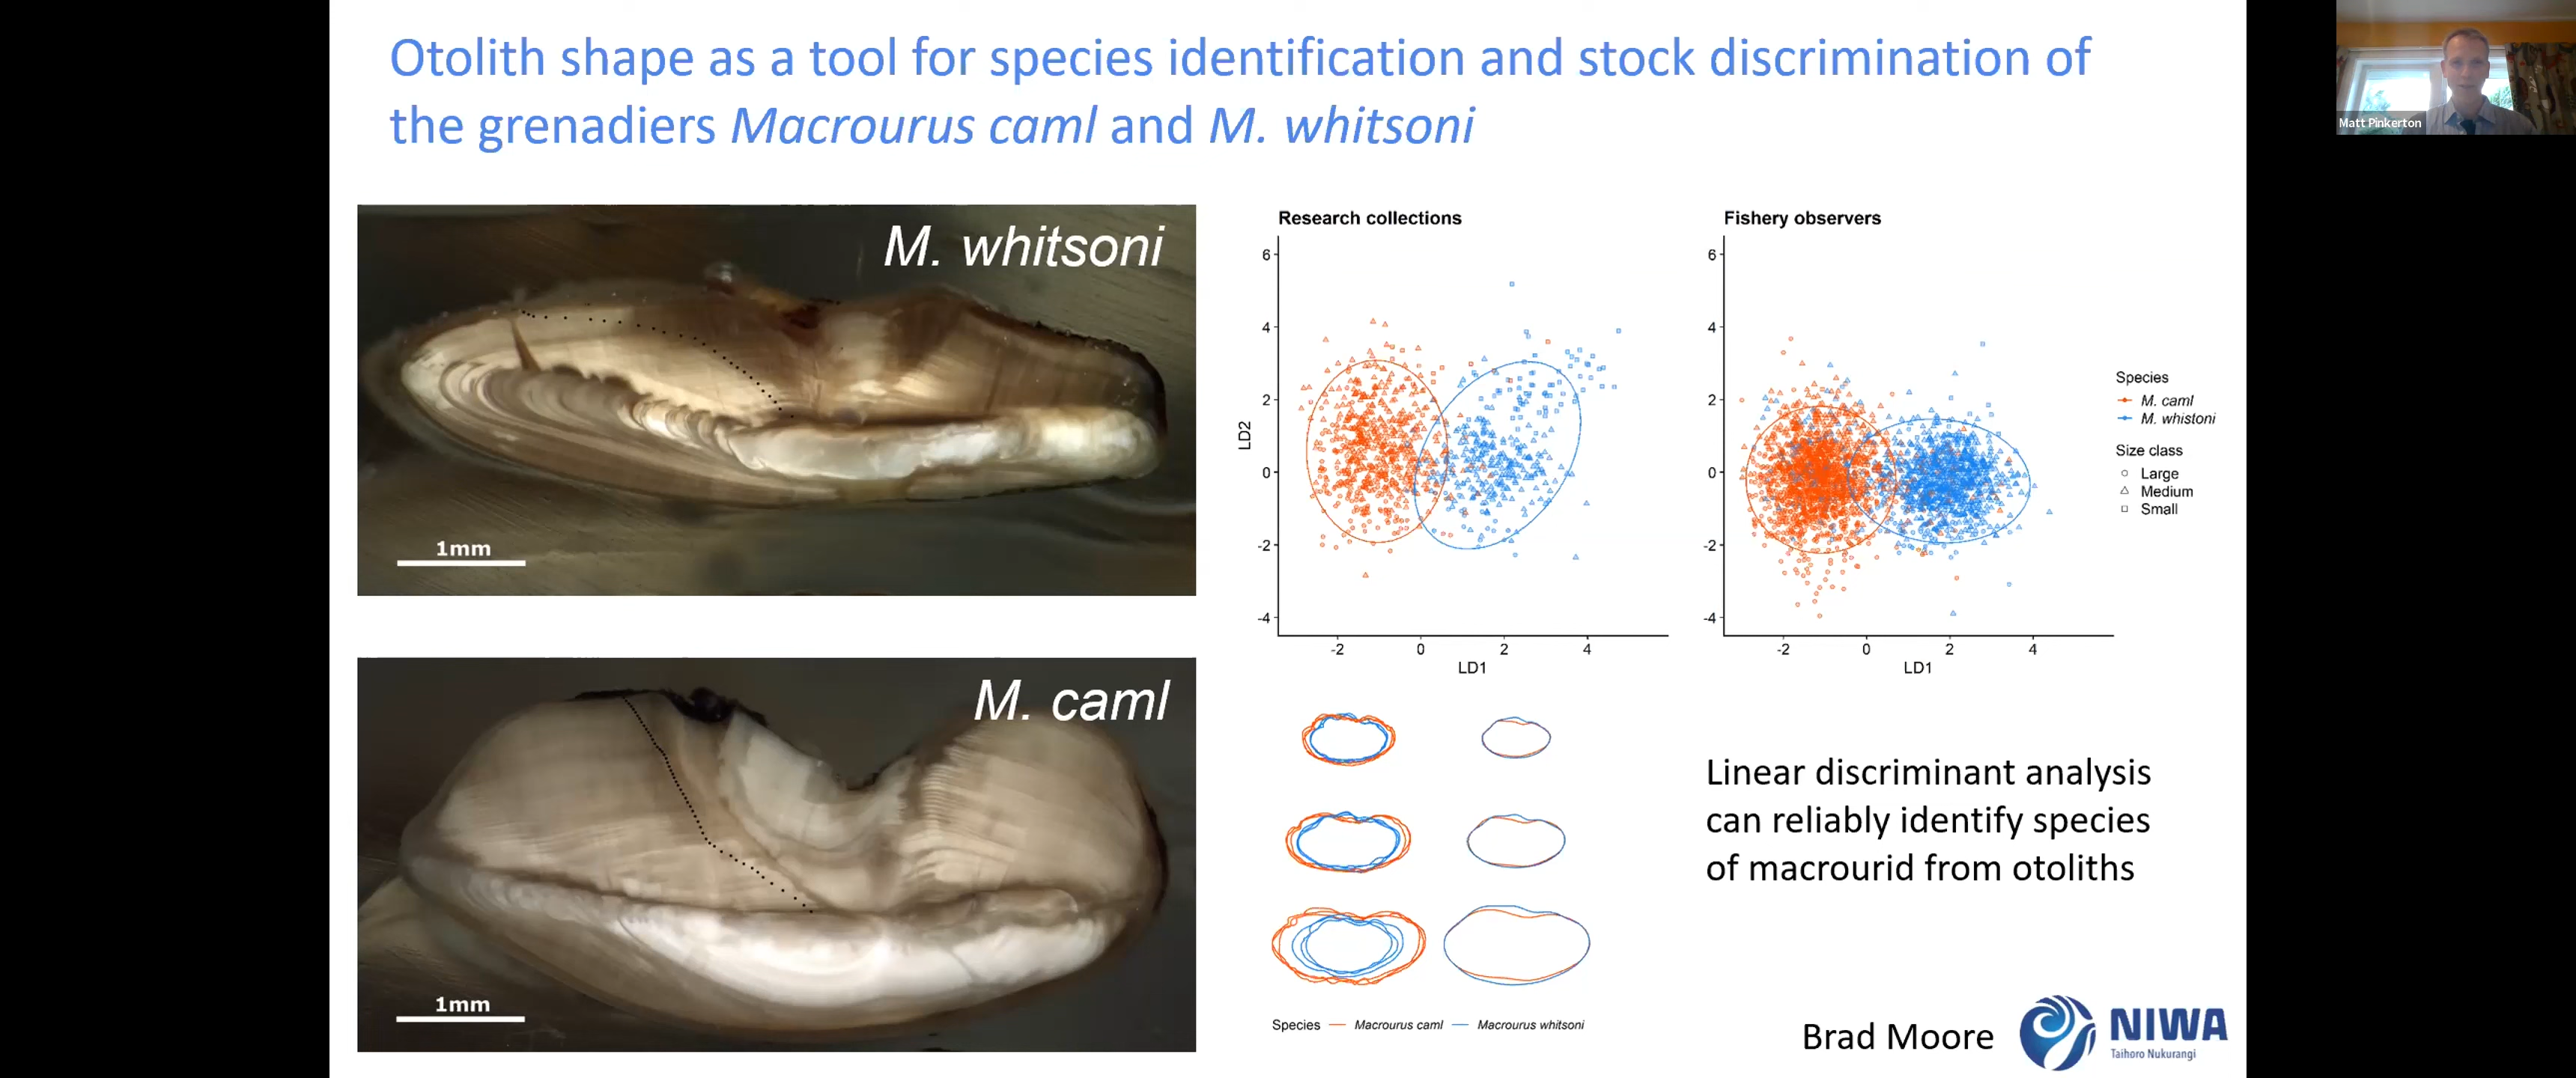 Otolith shape as a tool for species identification and stock discrimination of
the grenadiers Macrourus caml and M. whitsoni
Matt Pinkerton
M. whitsoni
1mm
M. caml
1mm
Research collections
6
4
2
0
-2
-4
LD2
-2 0 2 4
LD1
Fishery observers
6
4
2
0
-2
-4
-2 0 2 4
LD1
Species
M. caml
M. whistoni
Size class
Large
Medium
Small
Species Macrourus caml Macrourus whitsoni
Linear discriminant analysis
can reliably identify species
of macrourid from otoliths
Brad Moore
NIWA
Taihoro Nukurangi